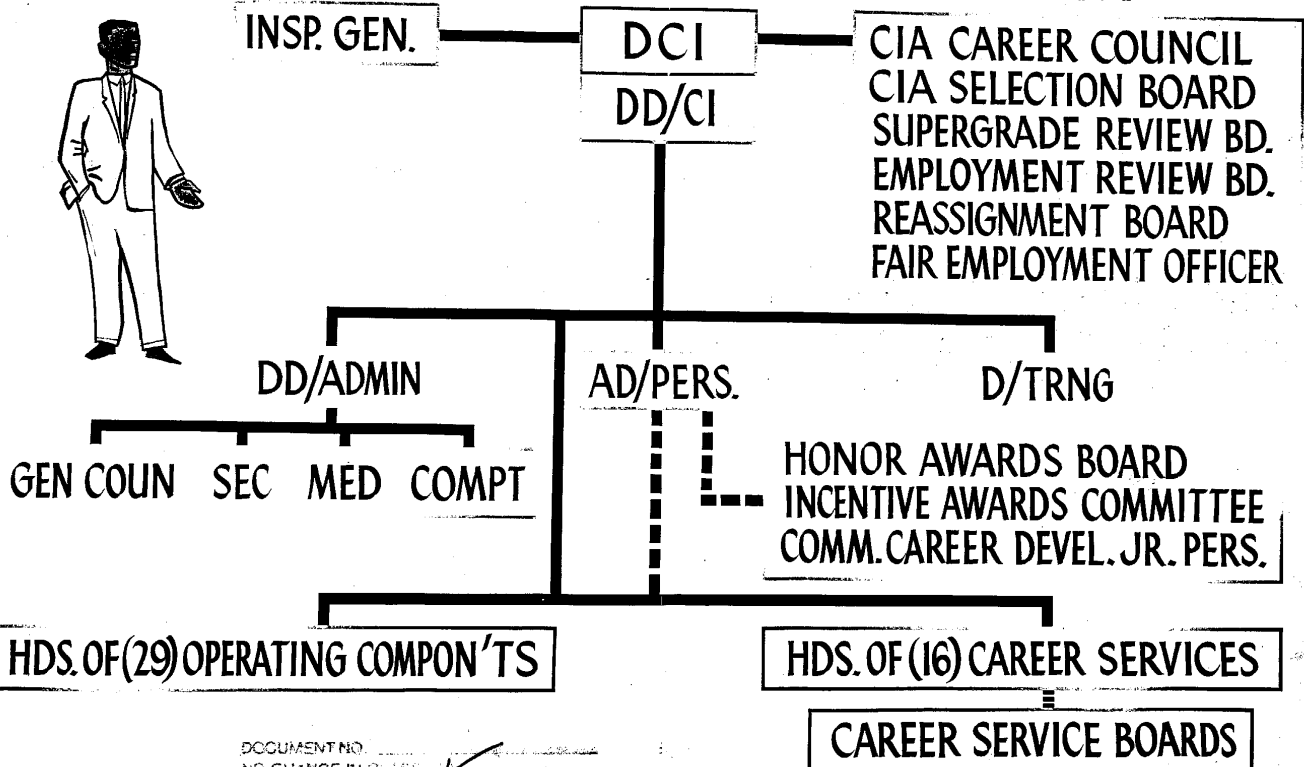 INSP. GEN.
DCI
DD/CI
CIA CAREER COUNCIL
CIA SELECTION BOARD
SUPERGRADE REVIEW BD.
EMPLOYMENT REVIEW BD.
REASSIGNMENT BOARD
FAIR EMPLOYMENT OFFICER
DD/ADMIN
AD/PERS.
D/TRNG
GEN COUN
SEC
MED
COMPT
HONOR AWARDS BOARD
INCENTIVE AWARDS COMMITTEE
COMM. CAREER DEVEL. JR. PERS.
HDS. OF (29) OPERATING COMPON'TS
HDS. OF (16) CAREER SERVICES
CAREER SERVICE BOARDS
DOCUMENT NO.